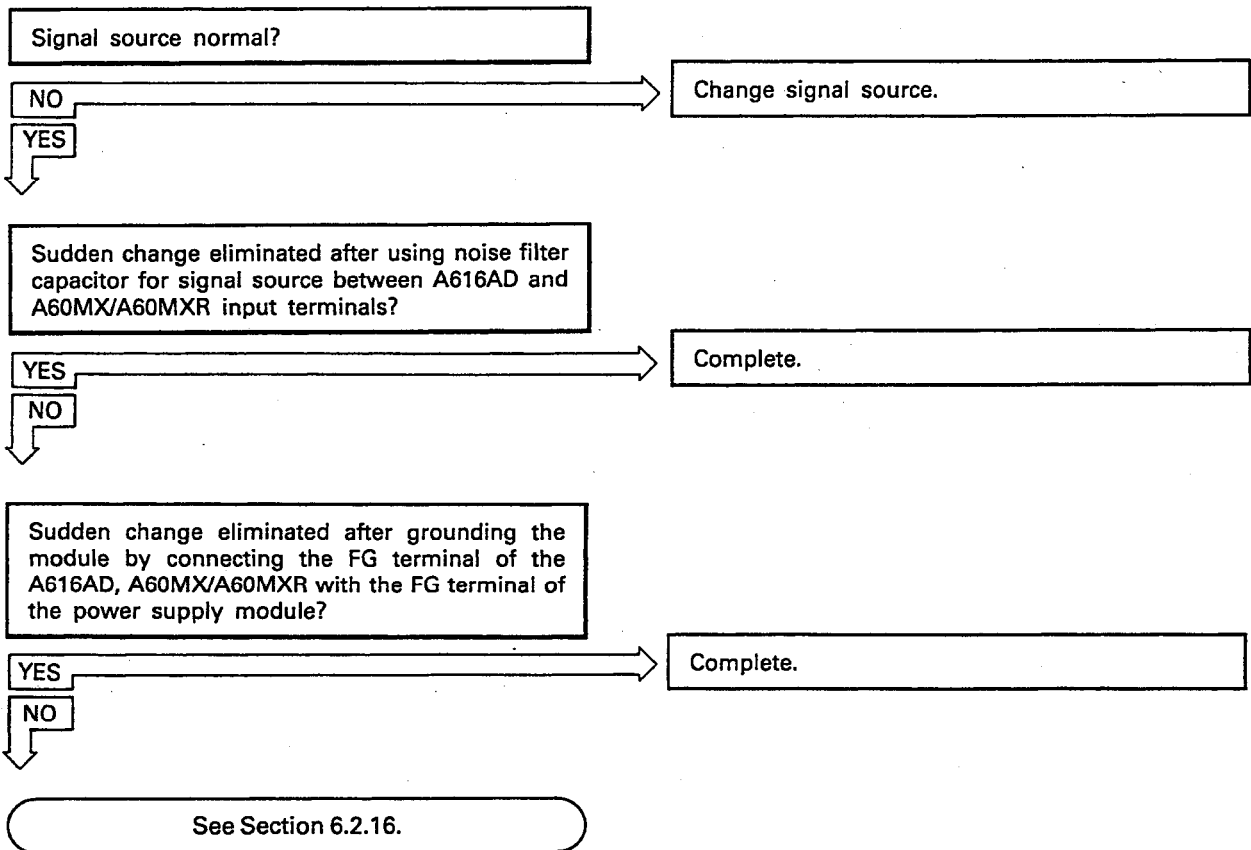 Signal source normal?
NO
Change signal source.
YES
Sudden change eliminated after using noise filter
capacitor for signal source between A616AD and
A60MX/A60MXR input terminals?
YES
Complete.
NO
Sudden change eliminated after grounding the
module by connecting the FG terminal of the
A616AD, A60MX/A60MXR with the FG terminal of
the power supply module?
YES
Complete.
NO
See Section 6.2.16.